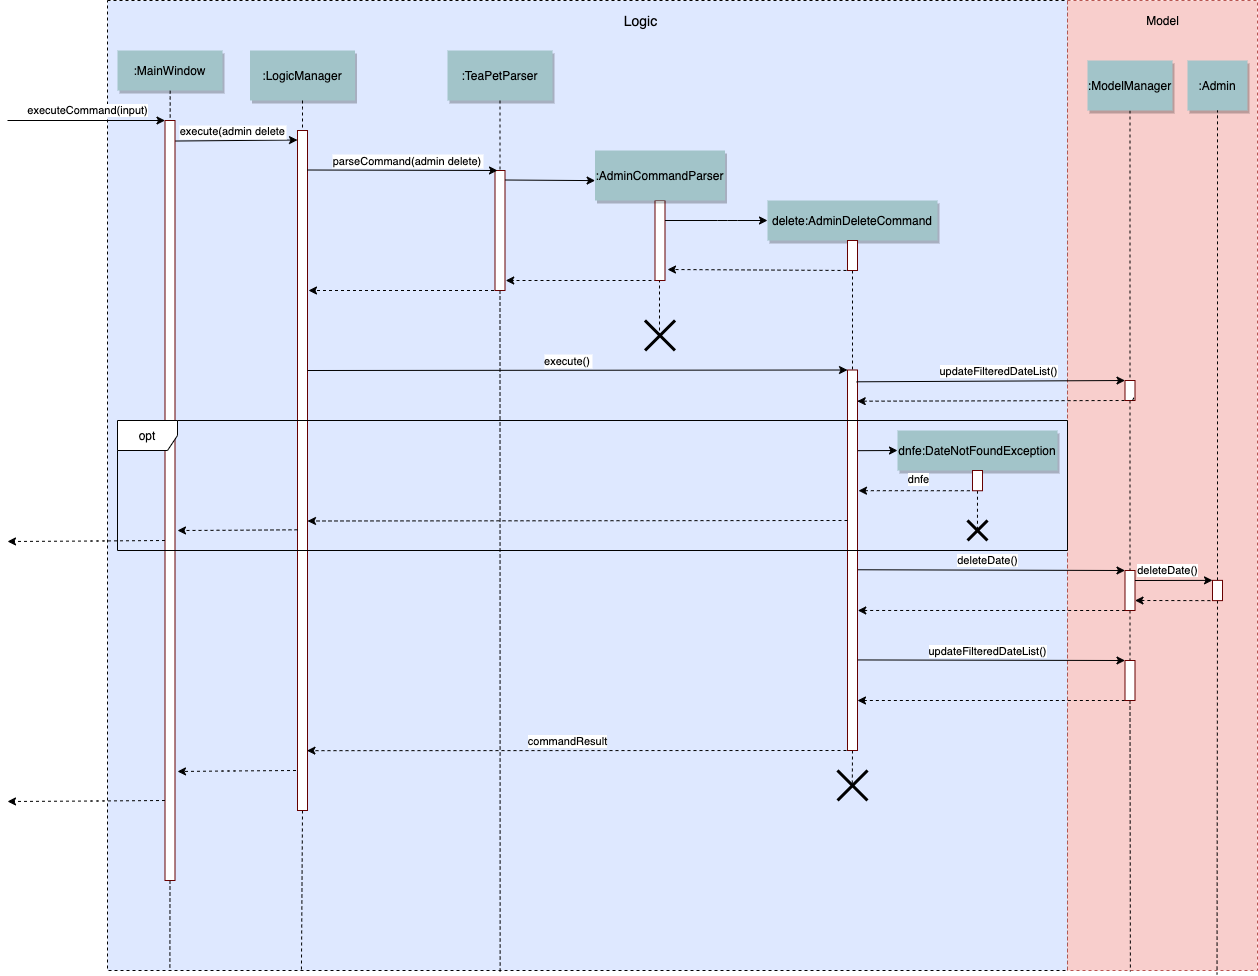 Logic
Model
:MainWindow
:LogicManager
:TeaPetParser
:ModelManager
:Admin
executeCommand(input)
execute(admin delete
parseCommand(admin delete)
:AdminCommandParser
delete:AdminDeleteCommand
execute()
updateFilteredDateList()
opt
dnfe:DateNotFoundException
dnfe
deleteDate()
deleteDate()
updateFilteredDateList()
commandResult